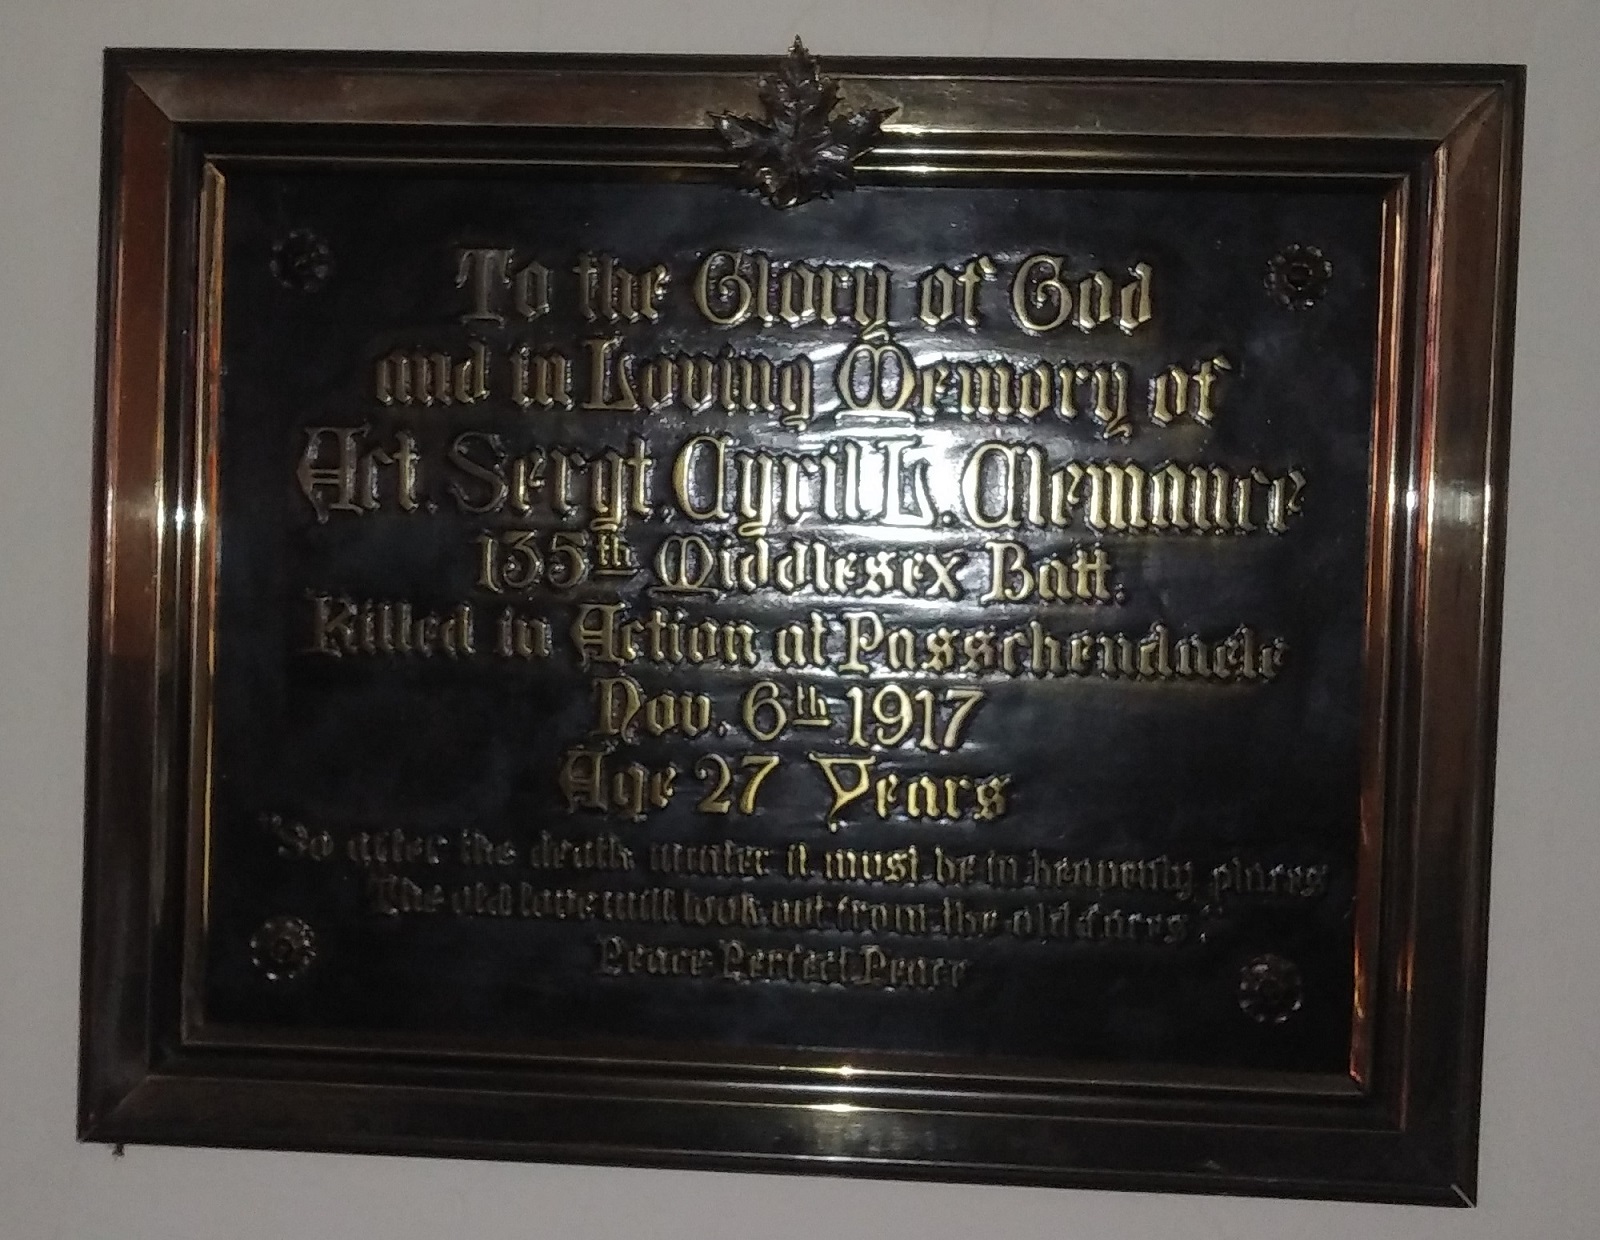 To the Glory of God
and in Loving Memory of
Act. Sergt. Cyril L. Clemance
135th Middlesex Batt.
Killed in Action at Passchendaele
Nov. 6th 1917
Age 27 Years
"So after the death winter it must be in heavenly places
The old love will look out from the old faces."
Peace Perfect Peace